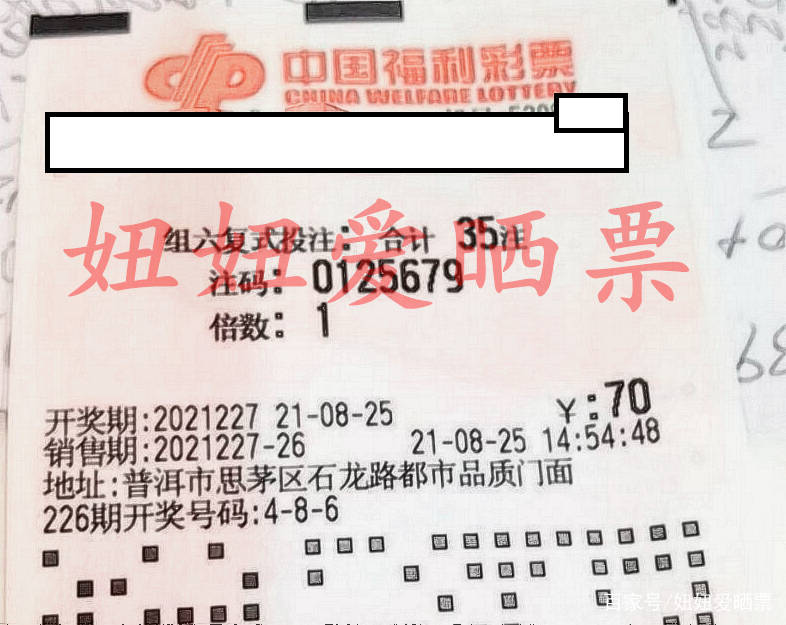 中国福利彩票
CHINA WELFARE LOTTERY
妞妞爱晒票
组六复式投注: 合计 35注
注码: 0125679
倍数: 1
¥:70
开奖期:2021227 21-08-25
销售期:2021227-26 21-08-25 14:54:48
地址:普洱市思茅区石龙路都市品质门面
226期开奖号码:4-8-6
百家号/妞妞爱晒票